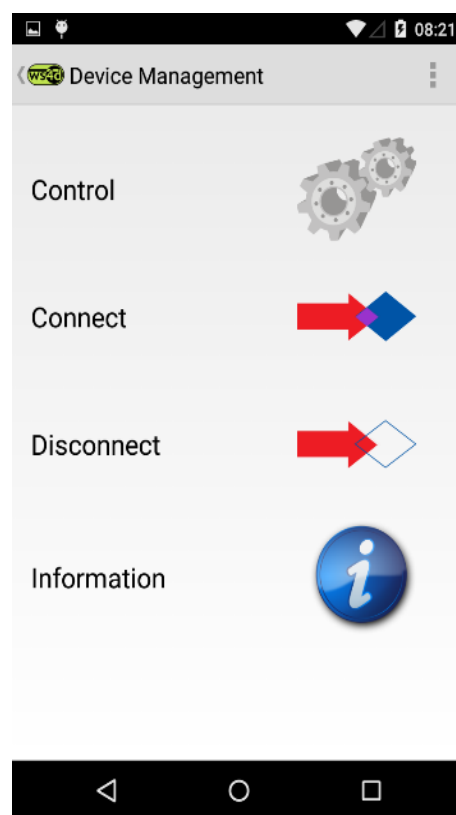 08:21
ws4d Device Management
Control
Connect
Disconnect
Information